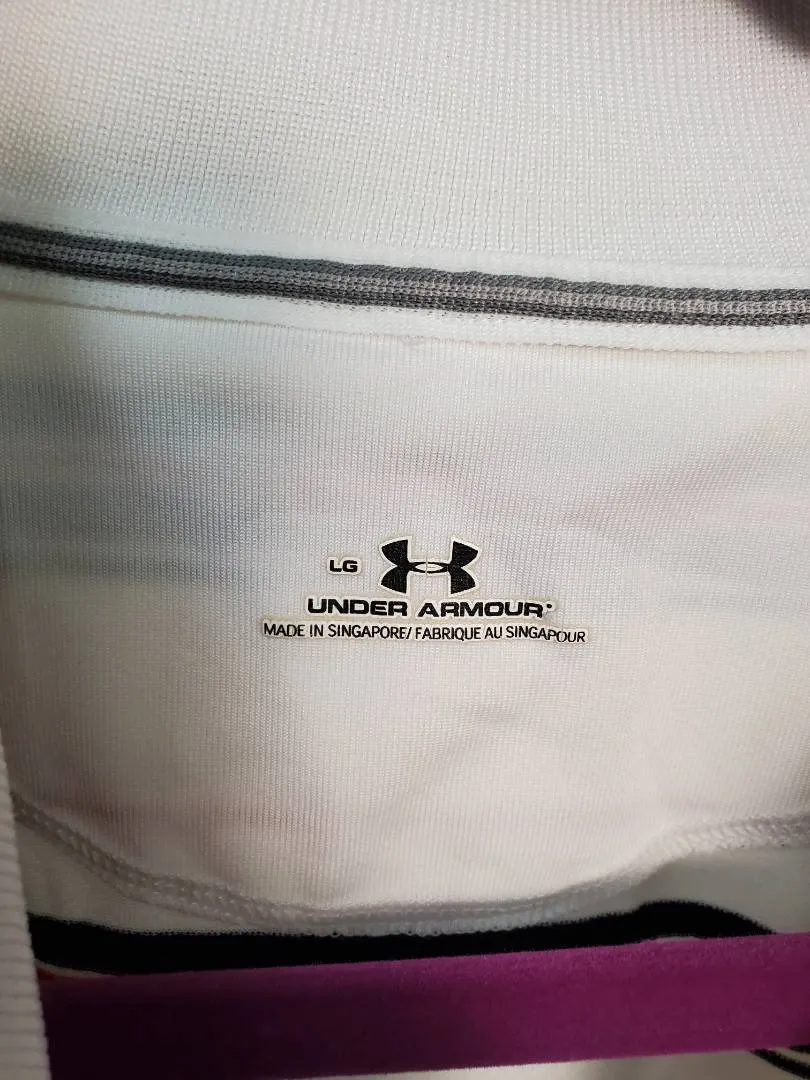 LG
UNDER ARMOUR
MADE IN SINGAPORE/ FABRIQUE AU SINGAPOUR